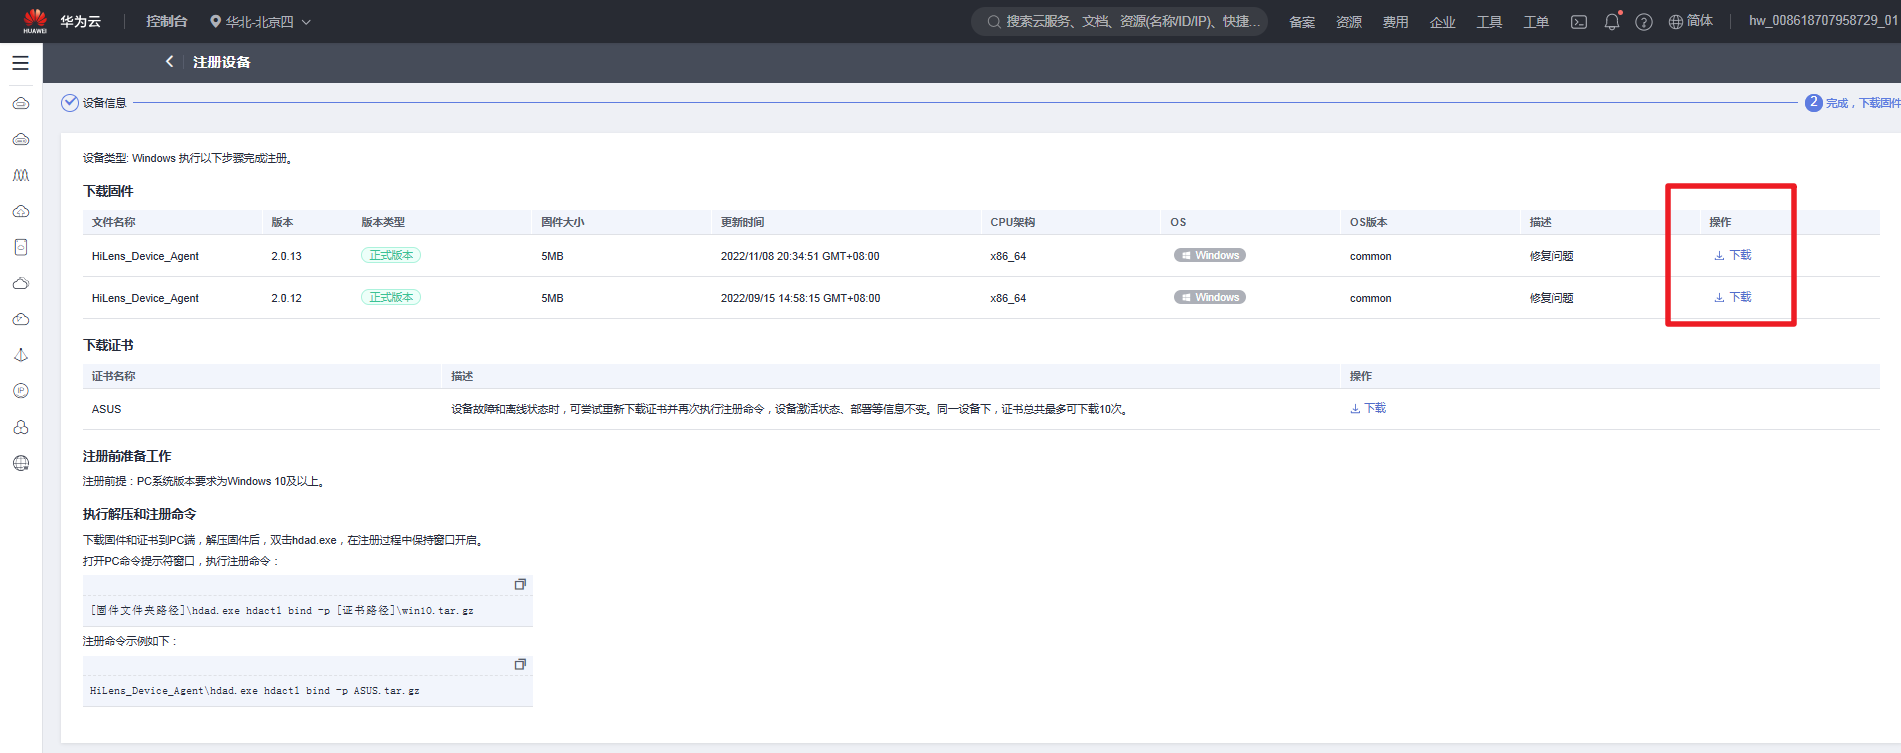 HUAWEI 华为云 控制台 华北-北京四 搜索云服务、文档、资源(名称/ID/IP)、快捷... 备案 资源 费用 企业 工具 工单 简体 hw_008618707958729_01
注册设备
设备信息 2 完成，下载固件
设备类型: Windows 执行以下步骤完成注册。
下载固件
文件名称 版本 版本类型 固件大小 更新时间 CPU架构 OS OS版本 描述 操作
HiLens_Device_Agent 2.0.13 正式版本 5MB 2022/11/08 20:34:51 GMT+08:00 x86_64 Windows common 修复问题 下载
HiLens_Device_Agent 2.0.12 正式版本 5MB 2022/09/15 14:58:15 GMT+08:00 x86_64 Windows common 修复问题 下载
下载证书
证书名称 描述 操作
ASUS 设备故障和离线状态时，可尝试重新下载证书并再次执行注册命令，设备激活状态、部署等信息不变。同一设备下，证书总共最多可下载10次。 下载
注册前准备工作
注册前提：PC系统版本要求为Windows 10及以上。
执行解压和注册命令
下载固件和证书到PC端，解压固件后，双击hdad.exe，在注册过程中保持窗口开启。
打开PC命令提示符窗口，执行注册命令：
[固件文件夹路径]\hdad.exe hdactl bind -p [证书路径]\win10.tar.gz
注册命令示例如下：
HiLens_Device_Agent\hdad.exe hdactl bind -p ASUS.tar.gz